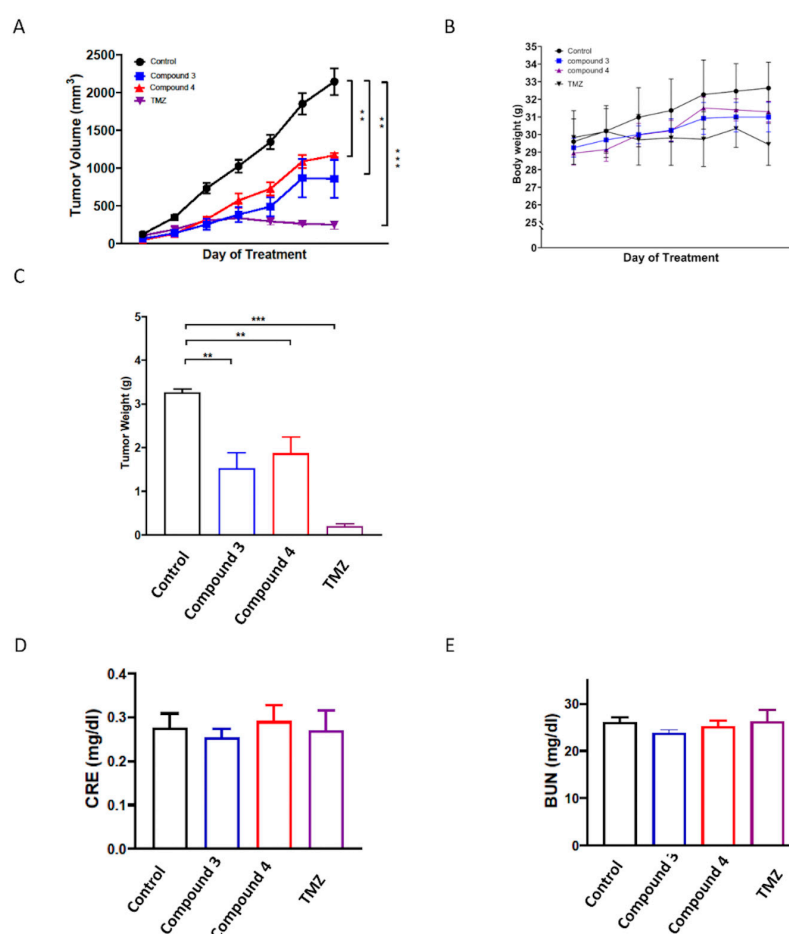 A
Tumor Volume (mm³)
2500
2000
1500
1000
500
0
Control
Compound 3
Compound 4
TMZ
**
**
***
Day of Treatment
B
Body weight (g)
35
34
33
32
31
30
29
28
27
26
25
0
Control
compound 3
compound 4
TMZ
Day of Treatment
C
Tumor Weight (g)
5
4
3
2
1
0
***
**
**
Control
Compound 3
Compound 4
TMZ
D
CRE (mg/dl)
0.4
0.3
0.2
0.1
0.0
Control
Compound 3
Compound 4
TMZ
E
BUN (mg/dl)
30
20
10
0
Control
Compound 3
Compound 4
TMZ